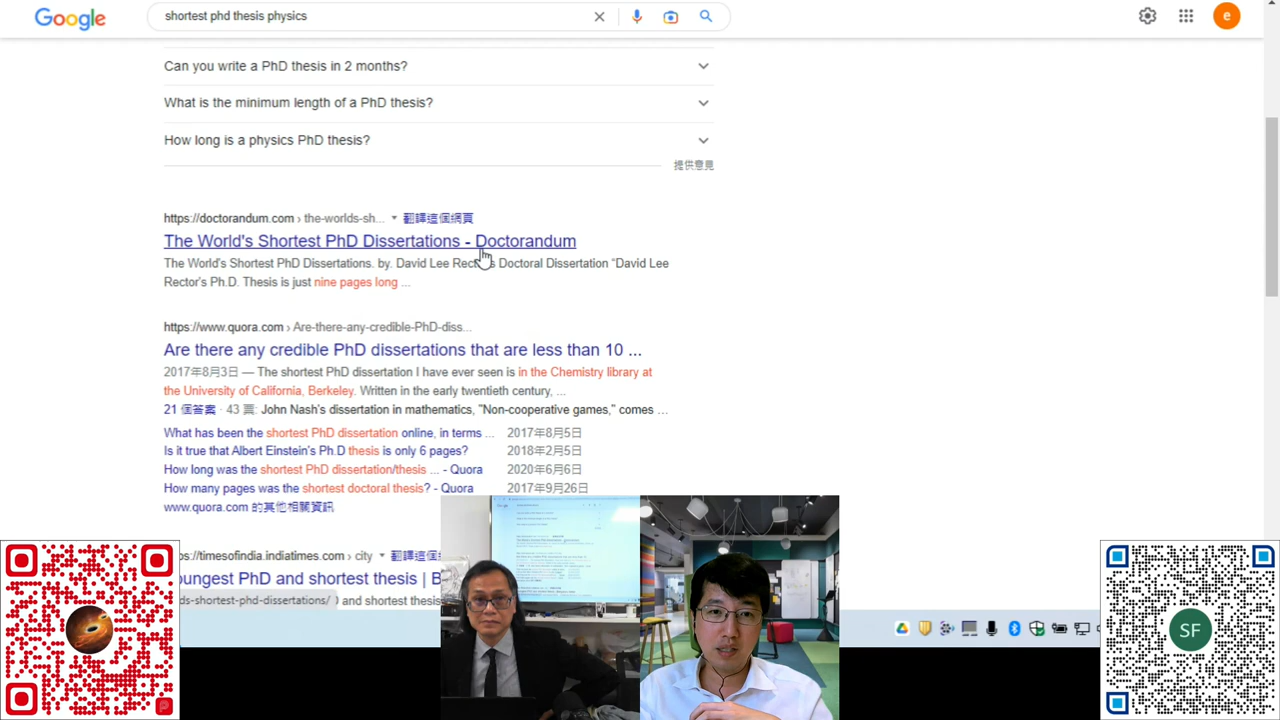 Google
shortest phd thesis physics
e
Can you write a PhD thesis in 2 months?
What is the minimum length of a PhD thesis?
How long is a physics PhD thesis?
提供意見
https://doctorandum.com › the-worlds-sh... 翻譯這個網頁
The World's Shortest PhD Dissertations - Doctorandum
The World's Shortest PhD Dissertations. by. David Lee Rec Doctoral Dissertation “David Lee
Rector's Ph.D. Thesis is just nine pages long ...
https://www.quora.com › Are-there-any-credible-PhD-diss...
Are there any credible PhD dissertations that are less than 10 ...
2017年8月3日 — The shortest PhD dissertation I have ever seen is in the Chemistry library at
the University of California, Berkeley. Written in the early twentieth century, ...
21 個答案 · 43 票: John Nash's dissertation in mathematics, "Non-cooperative games," comes ...
What has been the shortest PhD dissertation online, in terms ... 2017年8月5日
Is it true that Albert Einstein's Ph.D thesis is only 6 pages? 2018年2月5日
How long was the shortest PhD dissertation/thesis ... - Quora 2020年6月6日
How many pages was the shortest doctoral thesis? - Quora 2017年9月26日
www.quora.com 的其他相關資訊
ps://timesofindia.indiatimes.com › city 翻譯這個
oungest PhD and shortest thesis |
ds-shortest-phd-dissertations/ ) and shortest thesis
SF